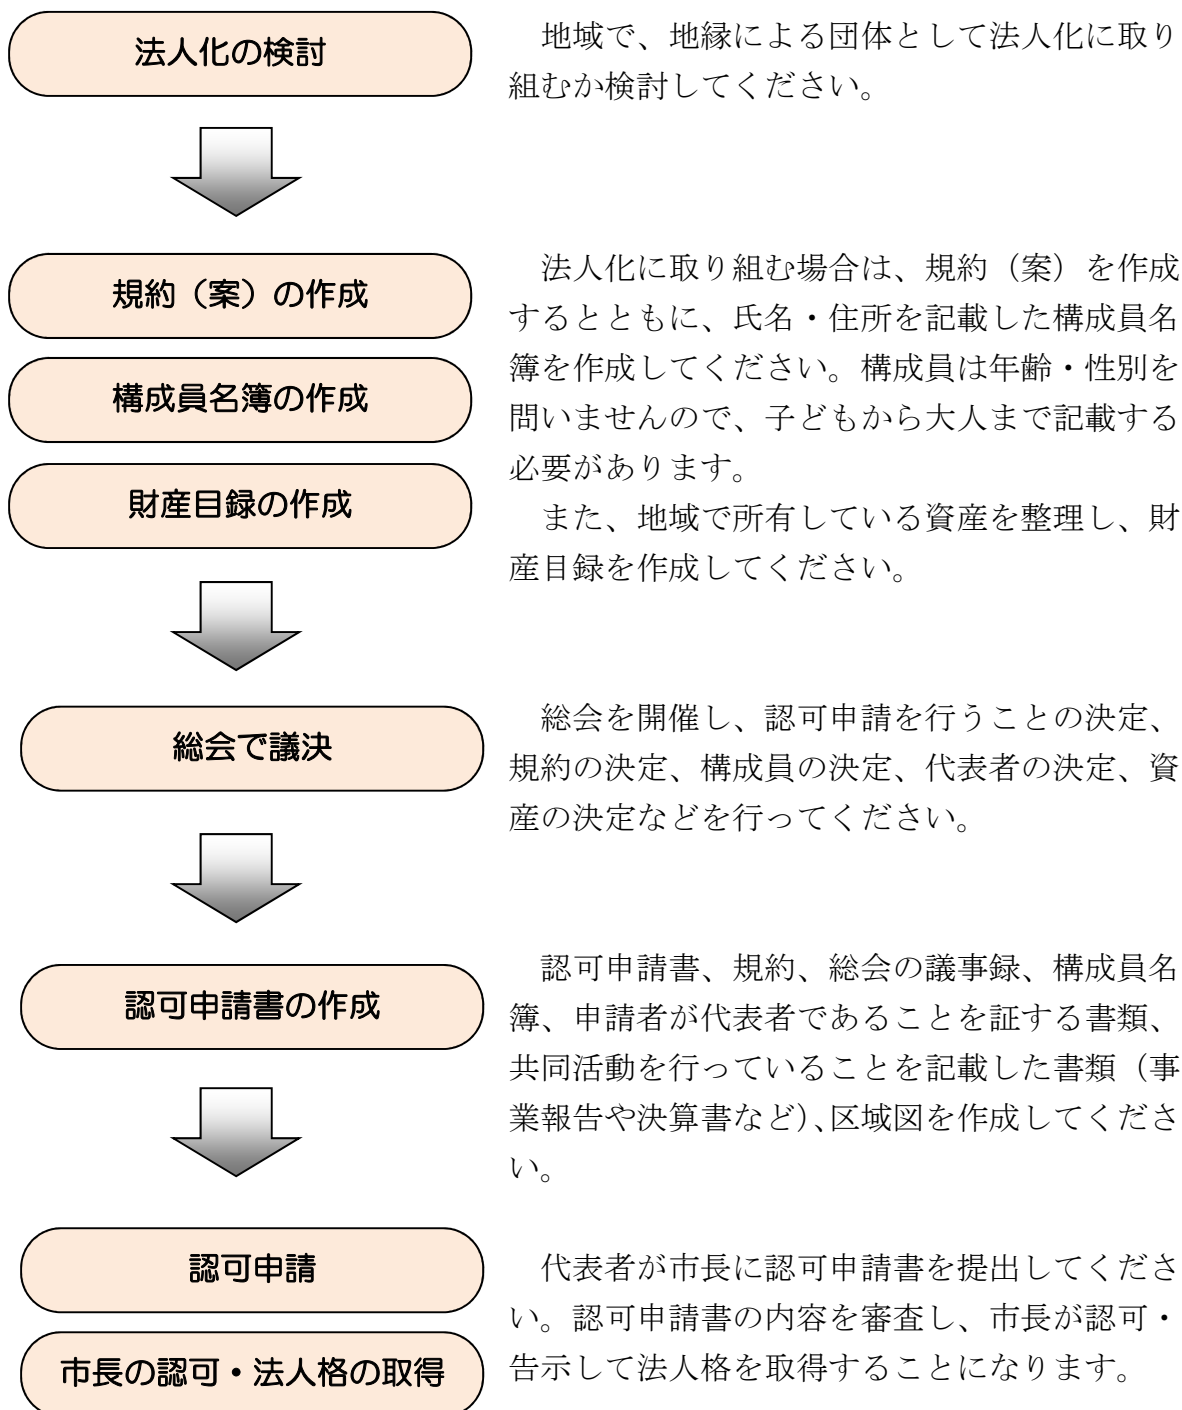 法人化の検討
地域で、地縁による団体として法人化に取り
組むか検討してください。
規約（案）の作成
構成員名簿の作成
財産目録の作成
法人化に取り組む場合は、規約（案）を作成
するとともに、氏名・住所を記載した構成員名
簿を作成してください。構成員は年齢・性別を
問いませんので、子どもから大人まで記載する
必要があります。
また、地域で所有している資産を整理し、財
産目録を作成してください。
総会で議決
総会を開催し、認可申請を行うことの決定、
規約の決定、構成員の決定、代表者の決定、資
産の決定などを行ってください。
認可申請書の作成
認可申請書、規約、総会の議事録、構成員名
簿、申請者が代表者であることを証する書類、
共同活動を行っていることを記載した書類（事
業報告や決算書など）、区域図を作成してくださ
い。
認可申請
市長の認可・法人格の取得
代表者が市長に認可申請書を提出してくださ
い。認可申請書の内容を審査し、市長が認可・
告示して法人格を取得することになります。